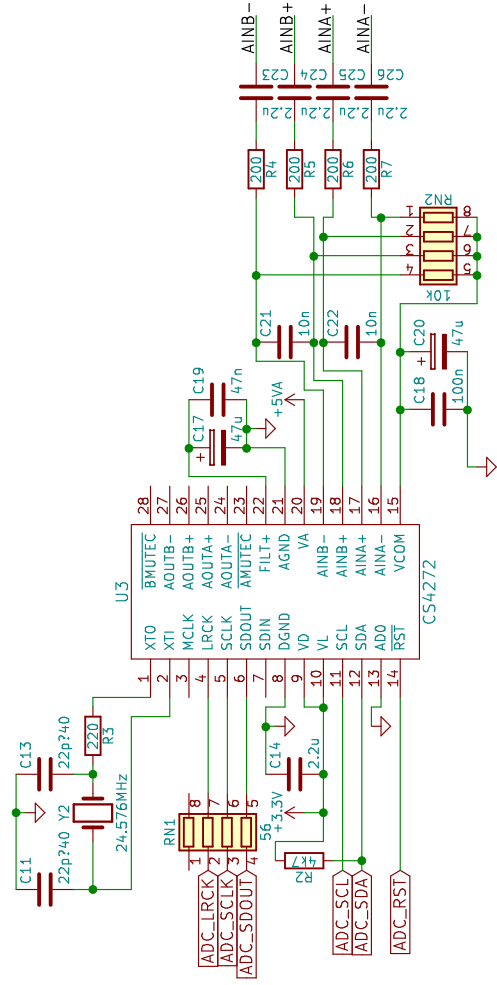 AINB-
AINB+
AINA+
AINA-
C23
C24
C25
C26
2.2u
2.2u
2.2u
2.2u
200
R4
200
R5
200
R6
200
R7
RN2
1
2
3
4
8
7
6
5
10k
C21
10n
C22
10n
C20
47u
C18
100n
C19
47n
C17
47u
+5VA
28
27
26
25
24
23
22
21
20
19
18
17
16
15
BMUTEC
AOUTB-
AOUTB+
AOUTA+
AOUTA-
AMUTEC
FILT+
AGND
VA
AINB-
AINB+
AINA+
AINA-
VCOM
U3
CS4272
XTO
XTI
MCLK
LRCK
SCLK
SDOUT
SDIN
DGND
VD
VL
SCL
SDA
AD0
RST
1
2
3
4
5
6
7
8
9
10
11
12
13
14
C13
22p?40
220
R3
Y2
24.576MHz
C11
22p?40
C14
2.2u
+3.3V
RN1
8
7
6
5
1
2
3
4
56
4k7
R2
ADC_LRCK
ADC_SCLK
ADC_SDOUT
ADC_SCL
ADC_SDA
ADC_RST